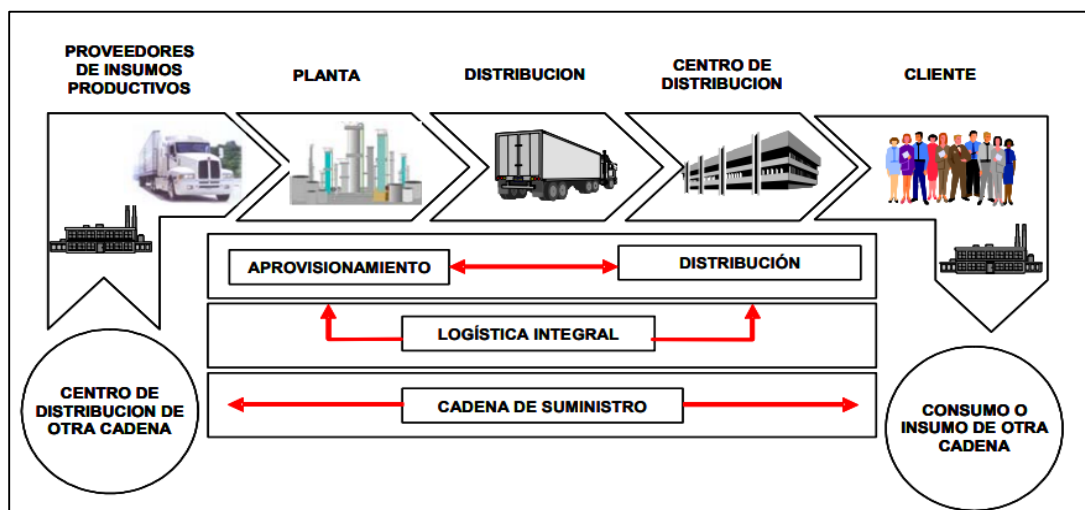 PROVEEDORES
DE INSUMOS
PRODUCTIVOS
PLANTA
DISTRIBUCION
CENTRO DE
DISTRIBUCION
CLIENTE
APROVISIONAMIENTO
DISTRIBUCIÓN
LOGÍSTICA INTEGRAL
CADENA DE SUMINISTRO
CENTRO DE
DISTRIBUCION DE
OTRA CADENA
CONSUMO O
INSUMO DE OTRA
CADENA